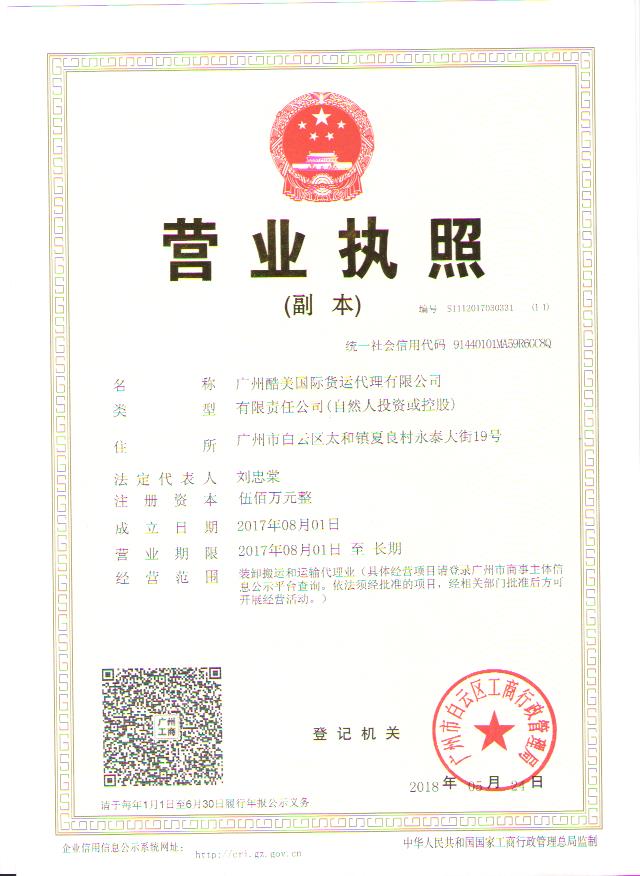 营业执照
(副 本)
编号 S1112017030331 (1-1)
统一社会信用代码 91440101MA59R6GC8Q
名 称 广州酷美国际货运代理有限公司
类 型 有限责任公司(自然人投资或控股)
住 所 广州市白云区太和镇夏良村永泰大街19号
法定代表人 刘忠棠
注册资本 伍佰万元整
成立日期 2017年08月01日
营业期限 2017年08月01日 至 长期
经营范围 装卸搬运和运输代理业（具体经营项目请登录广州市商事主体信
息公示平台查询。依法须经批准的项目，经相关部门批准后方可
开展经营活动。）
广州
工商
登记机关
广州市白云区工商行政管理局
2018 年 05 月 24 日
请于每年1月1日至6月30日履行年报公示义务
企业信用信息公示系统网址: http://cri.gz.gov.cn
中华人民共和国国家工商行政管理总局监制